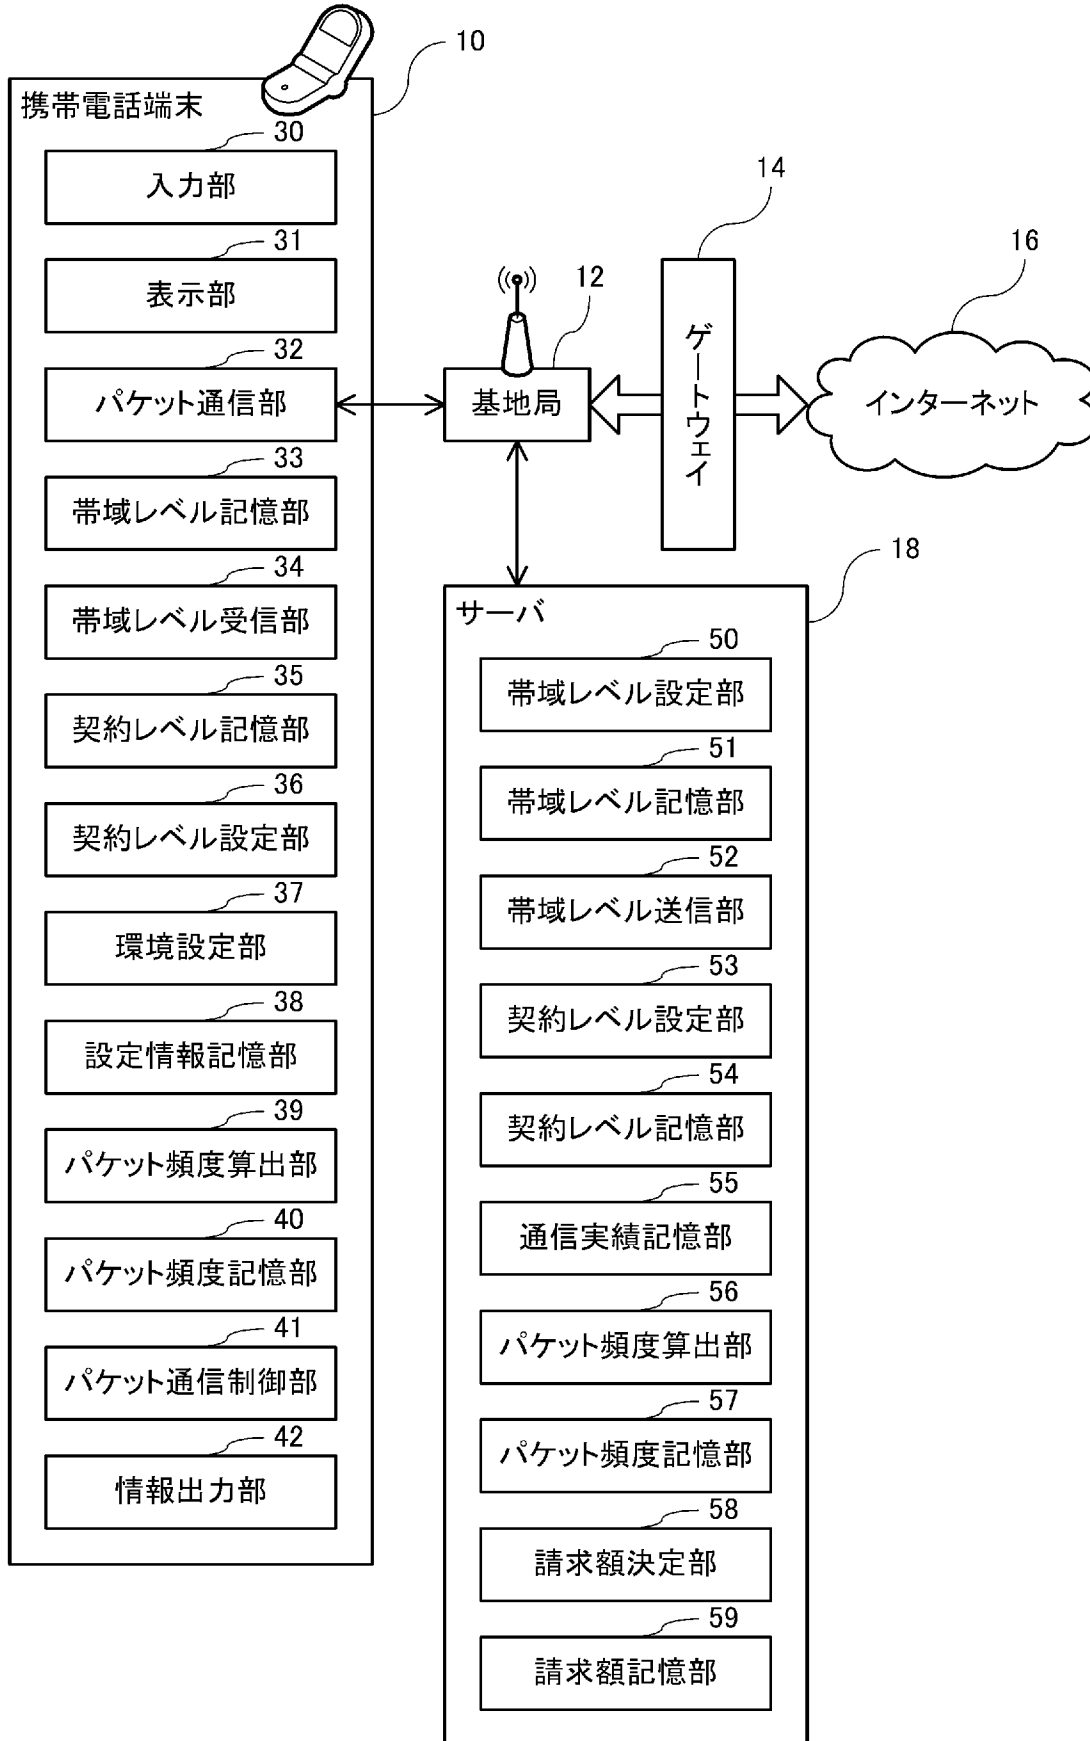 10
携帯電話端末
30
入力部
31
表示部
32
パケット通信部
33
帯域レベル記憶部
34
帯域レベル受信部
35
契約レベル記憶部
36
契約レベル設定部
37
環境設定部
38
設定情報記憶部
39
パケット頻度算出部
40
パケット頻度記憶部
41
パケット通信制御部
42
情報出力部
12
基地局
14
ゲートウェイ
16
インターネット
18
サーバ
50
帯域レベル設定部
51
帯域レベル記憶部
52
帯域レベル送信部
53
契約レベル設定部
54
契約レベル記憶部
55
通信実績記憶部
56
パケット頻度算出部
57
パケット頻度記憶部
58
請求額決定部
59
請求額記憶部